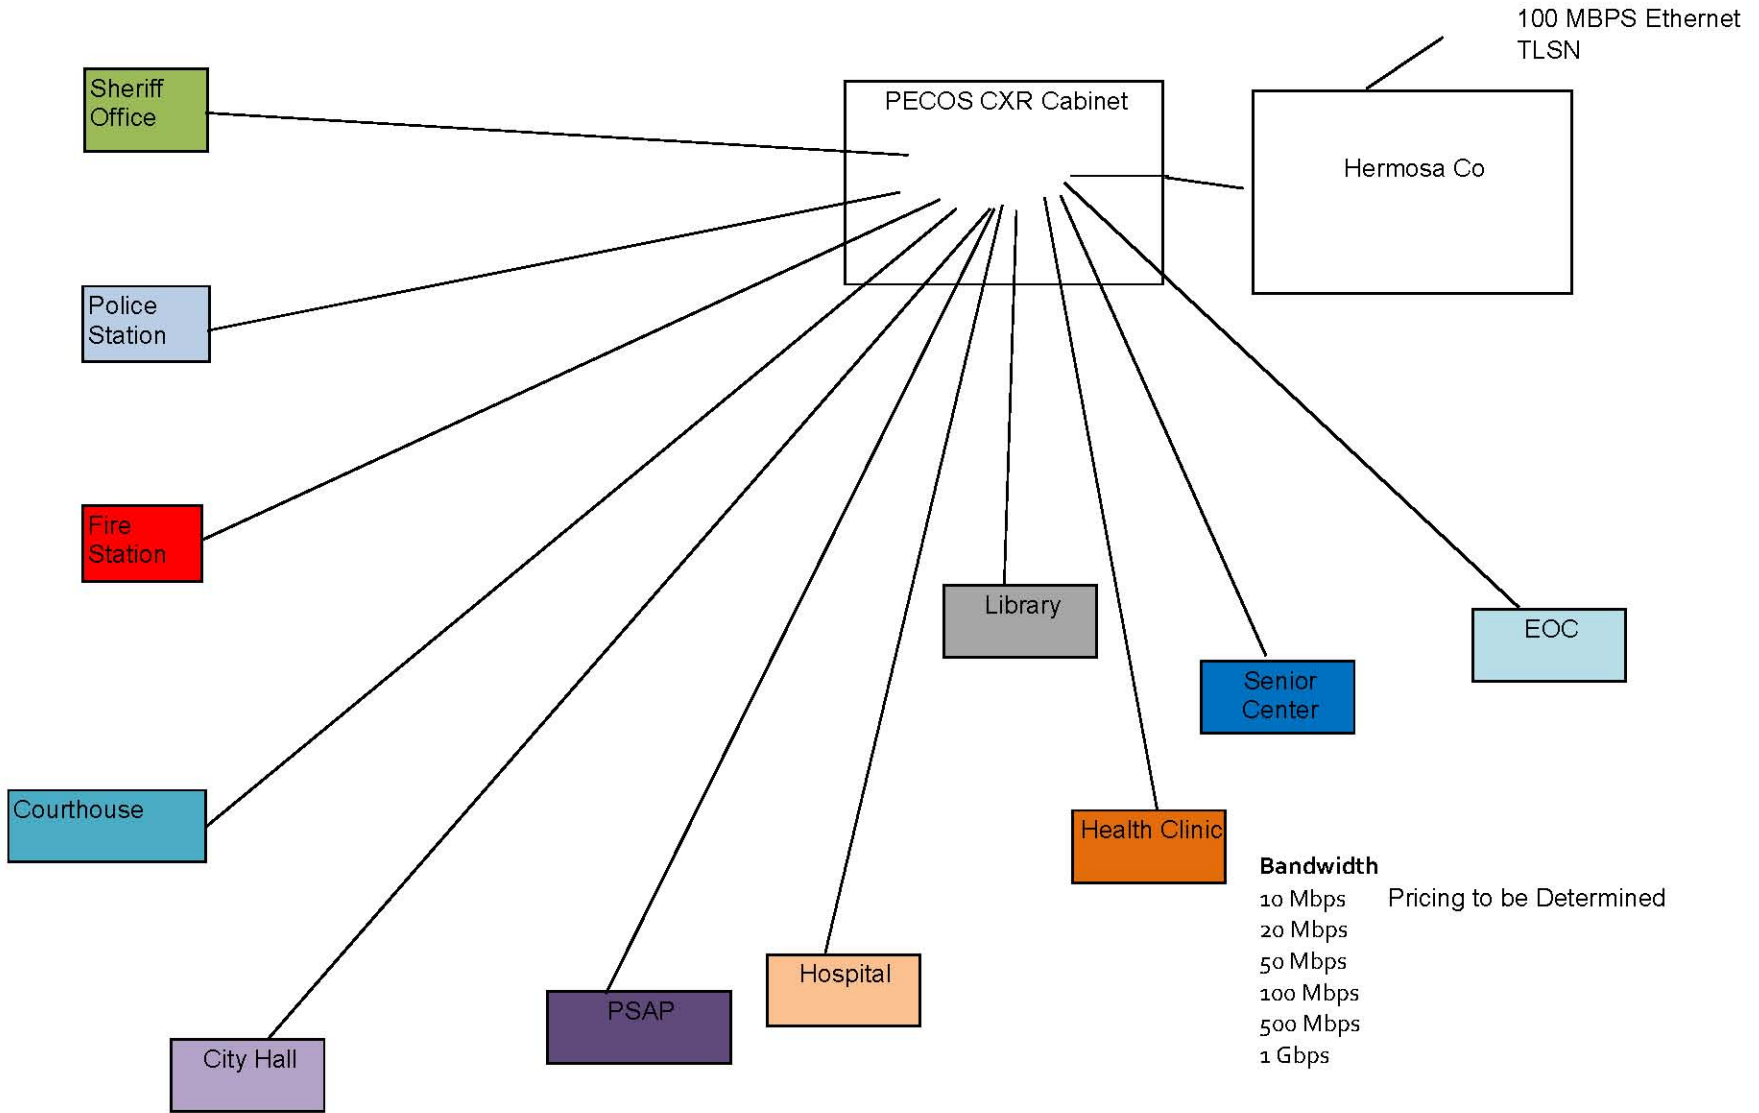 100 MBPS Ethernet
TLSN
Sheriff
Office
PECOS CXR Cabinet
Hermosa Co
Police
Station
Fire
Station
Library
EOC
Senior
Center
Courthouse
Health Clinic
Bandwidth
10 Mbps Pricing to be Determined
20 Mbps
50 Mbps
100 Mbps
500 Mbps
1 Gbps
Hospital
PSAP
City Hall